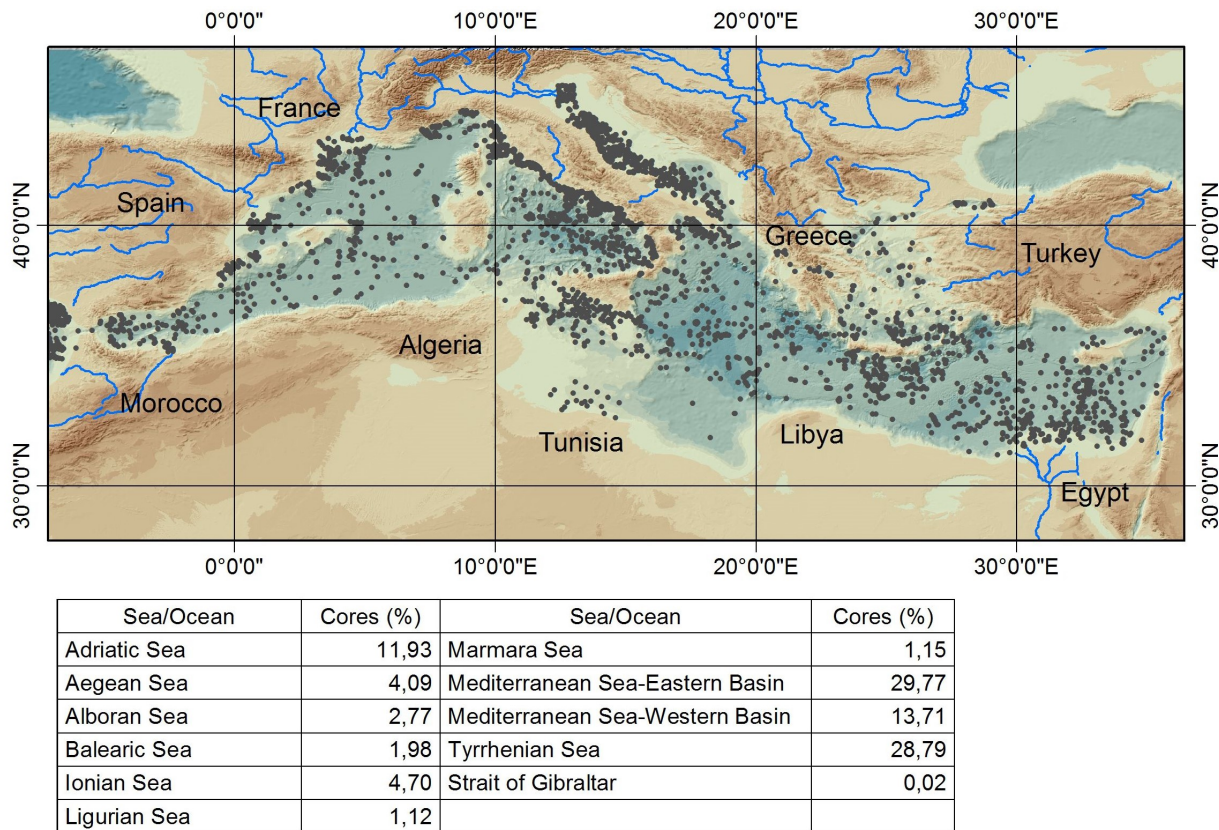 0°0'0" 10°0'0"E 20°0'0"E 30°0'0"E
France
Spain
40°0'0"N 40°0'0"N
Greece
Turkey
Algeria
Morocco
Tunisia
Libya
30°0'0"N 30°0'0"N
Egypt
0°0'0" 10°0'0"E 20°0'0"E 30°0'0"E
Sea/Ocean Cores (%) Sea/Ocean Cores (%)
Adriatic Sea 11,93 Marmara Sea 1,15
Aegean Sea 4,09 Mediterranean Sea-Eastern Basin 29,77
Alboran Sea 2,77 Mediterranean Sea-Western Basin 13,71
Balearic Sea 1,98 Tyrrhenian Sea 28,79
Ionian Sea 4,70 Strait of Gibraltar 0,02
Ligurian Sea 1,12